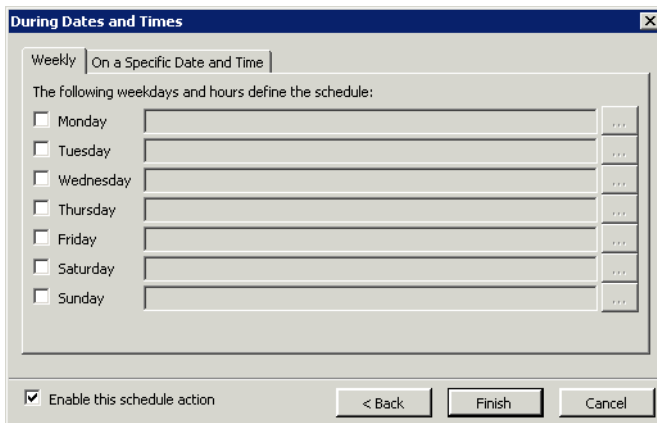 During Dates and Times
Weekly On a Specific Date and Time
The following weekdays and hours define the schedule:
Monday ...
Tuesday ...
Wednesday ...
Thursday ...
Friday ...
Saturday ...
Sunday ...
Enable this schedule action < Back Finish Cancel